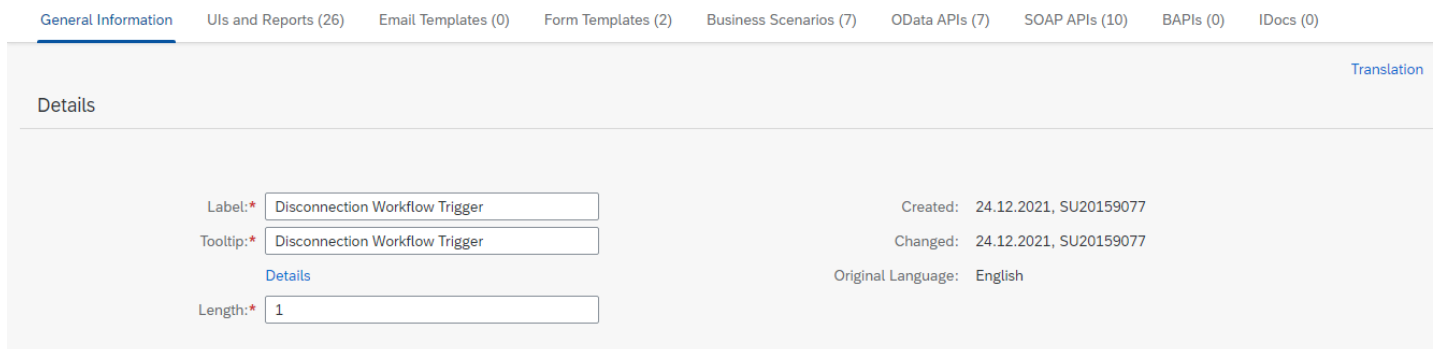 General Information UIs and Reports (26) Email Templates (0) Form Templates (2) Business Scenarios (7) OData APIs (7) SOAP APIs (10) BAPIs (0) IDocs (0)
Translation
Details
Label:* Disconnection Workflow Trigger Created: 24.12.2021, SU20159077
Tooltip:* Disconnection Workflow Trigger Changed: 24.12.2021, SU20159077
Details Original Language: English
Length:* 1